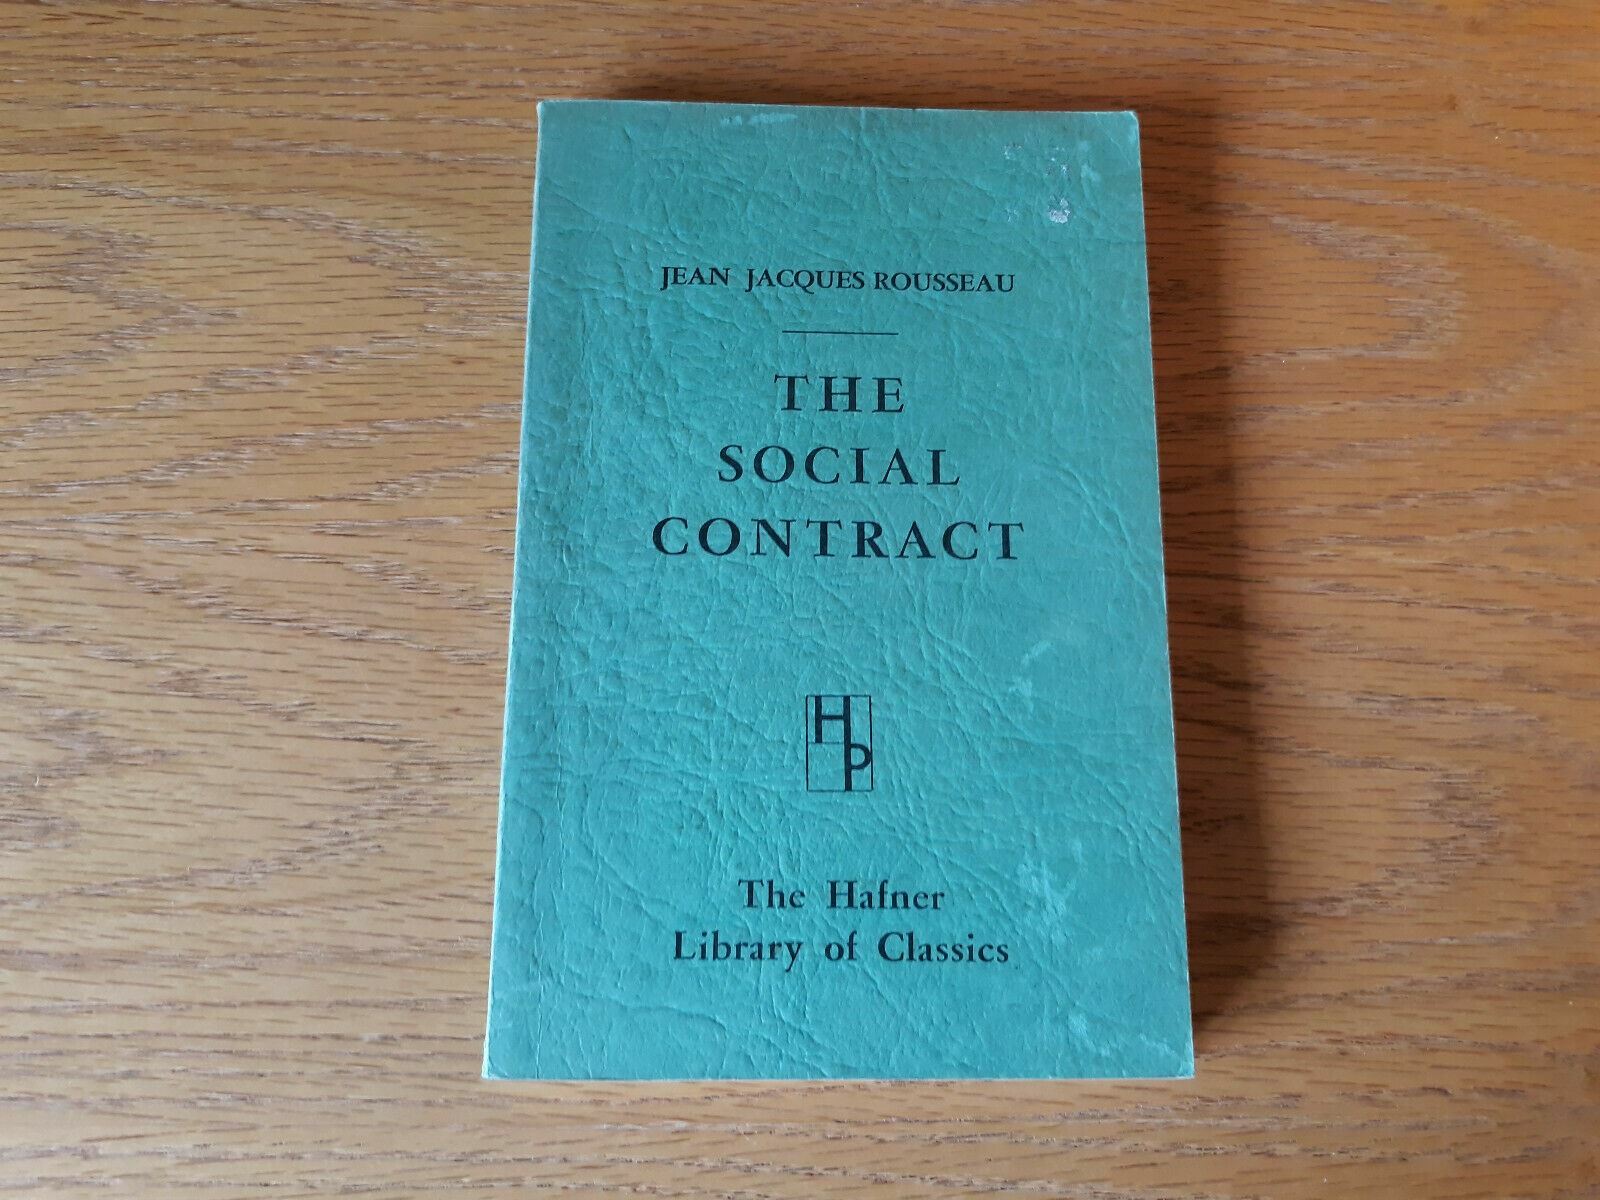 JEAN JACQUES ROUSSEAU
THE
SOCIAL
CONTRACT
HP
The Hafner
Library of Classics